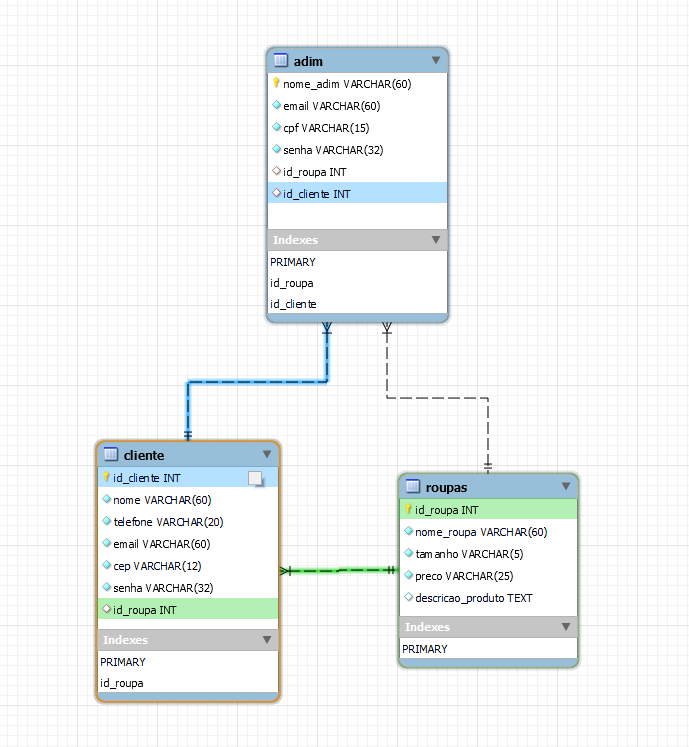 adim
nome_adim VARCHAR(60)
email VARCHAR(60)
cpf VARCHAR(15)
senha VARCHAR(32)
id_roupa INT
id_cliente INT
Indexes
PRIMARY
id_roupa
id_cliente
cliente
id_cliente INT
nome VARCHAR(60)
telefone VARCHAR(20)
email VARCHAR(60)
cep VARCHAR(12)
senha VARCHAR(32)
id_roupa INT
Indexes
PRIMARY
id_roupa
roupas
id_roupa INT
nome_roupa VARCHAR(60)
tamanho VARCHAR(5)
preco VARCHAR(25)
descricao_produto TEXT
Indexes
PRIMARY